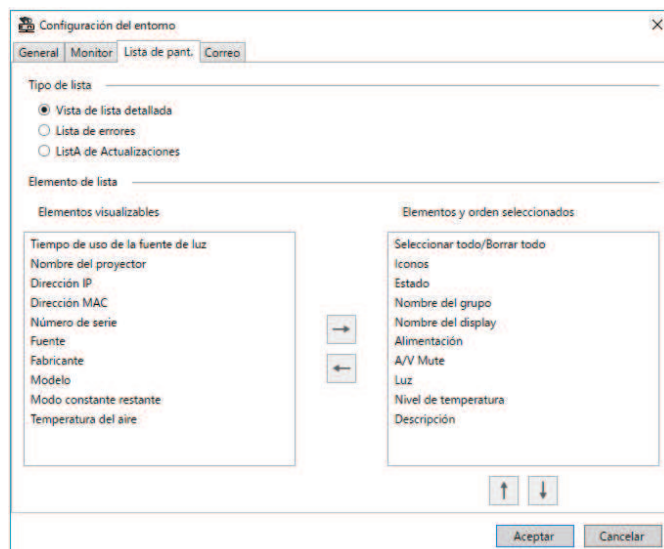 Configuración del entorno
General Monitor Lista de pant. Correo
Tipo de lista
Vista de lista detallada
Lista de errores
ListA de Actualizaciones
Elemento de lista
Elementos visualizables
Tiempo de uso de la fuente de luz
Nombre del proyector
Dirección IP
Dirección MAC
Número de serie
Fuente
Fabricante
Modelo
Modo constante restante
Temperatura del aire
Elementos y orden seleccionados
Seleccionar todo/Borrar todo
Iconos
Estado
Nombre del grupo
Nombre del display
Alimentación
A/V Mute
Luz
Nivel de temperatura
Descripción
Aceptar Cancelar